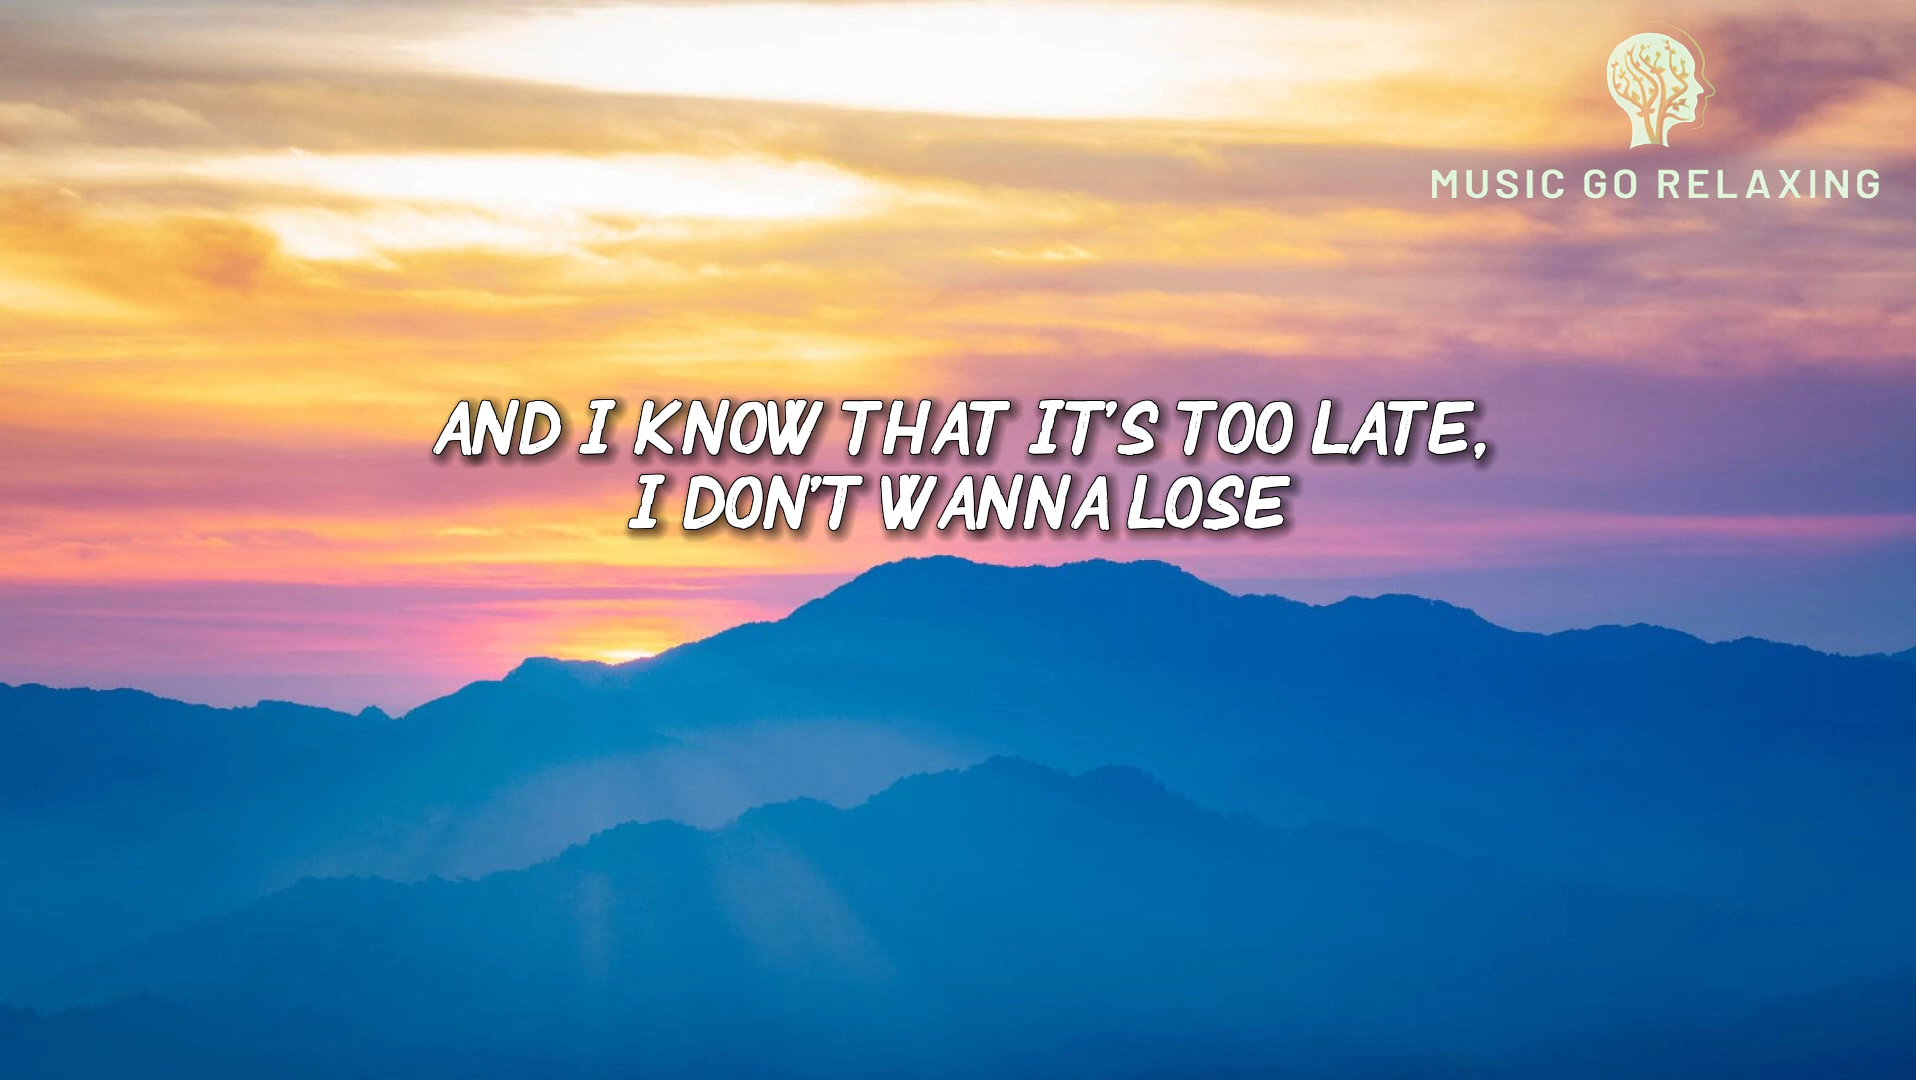 MUSIC GO RELAXING
AND I KNOW THAT IT'S TOO LATE,
I DON'T WANNA LOSE